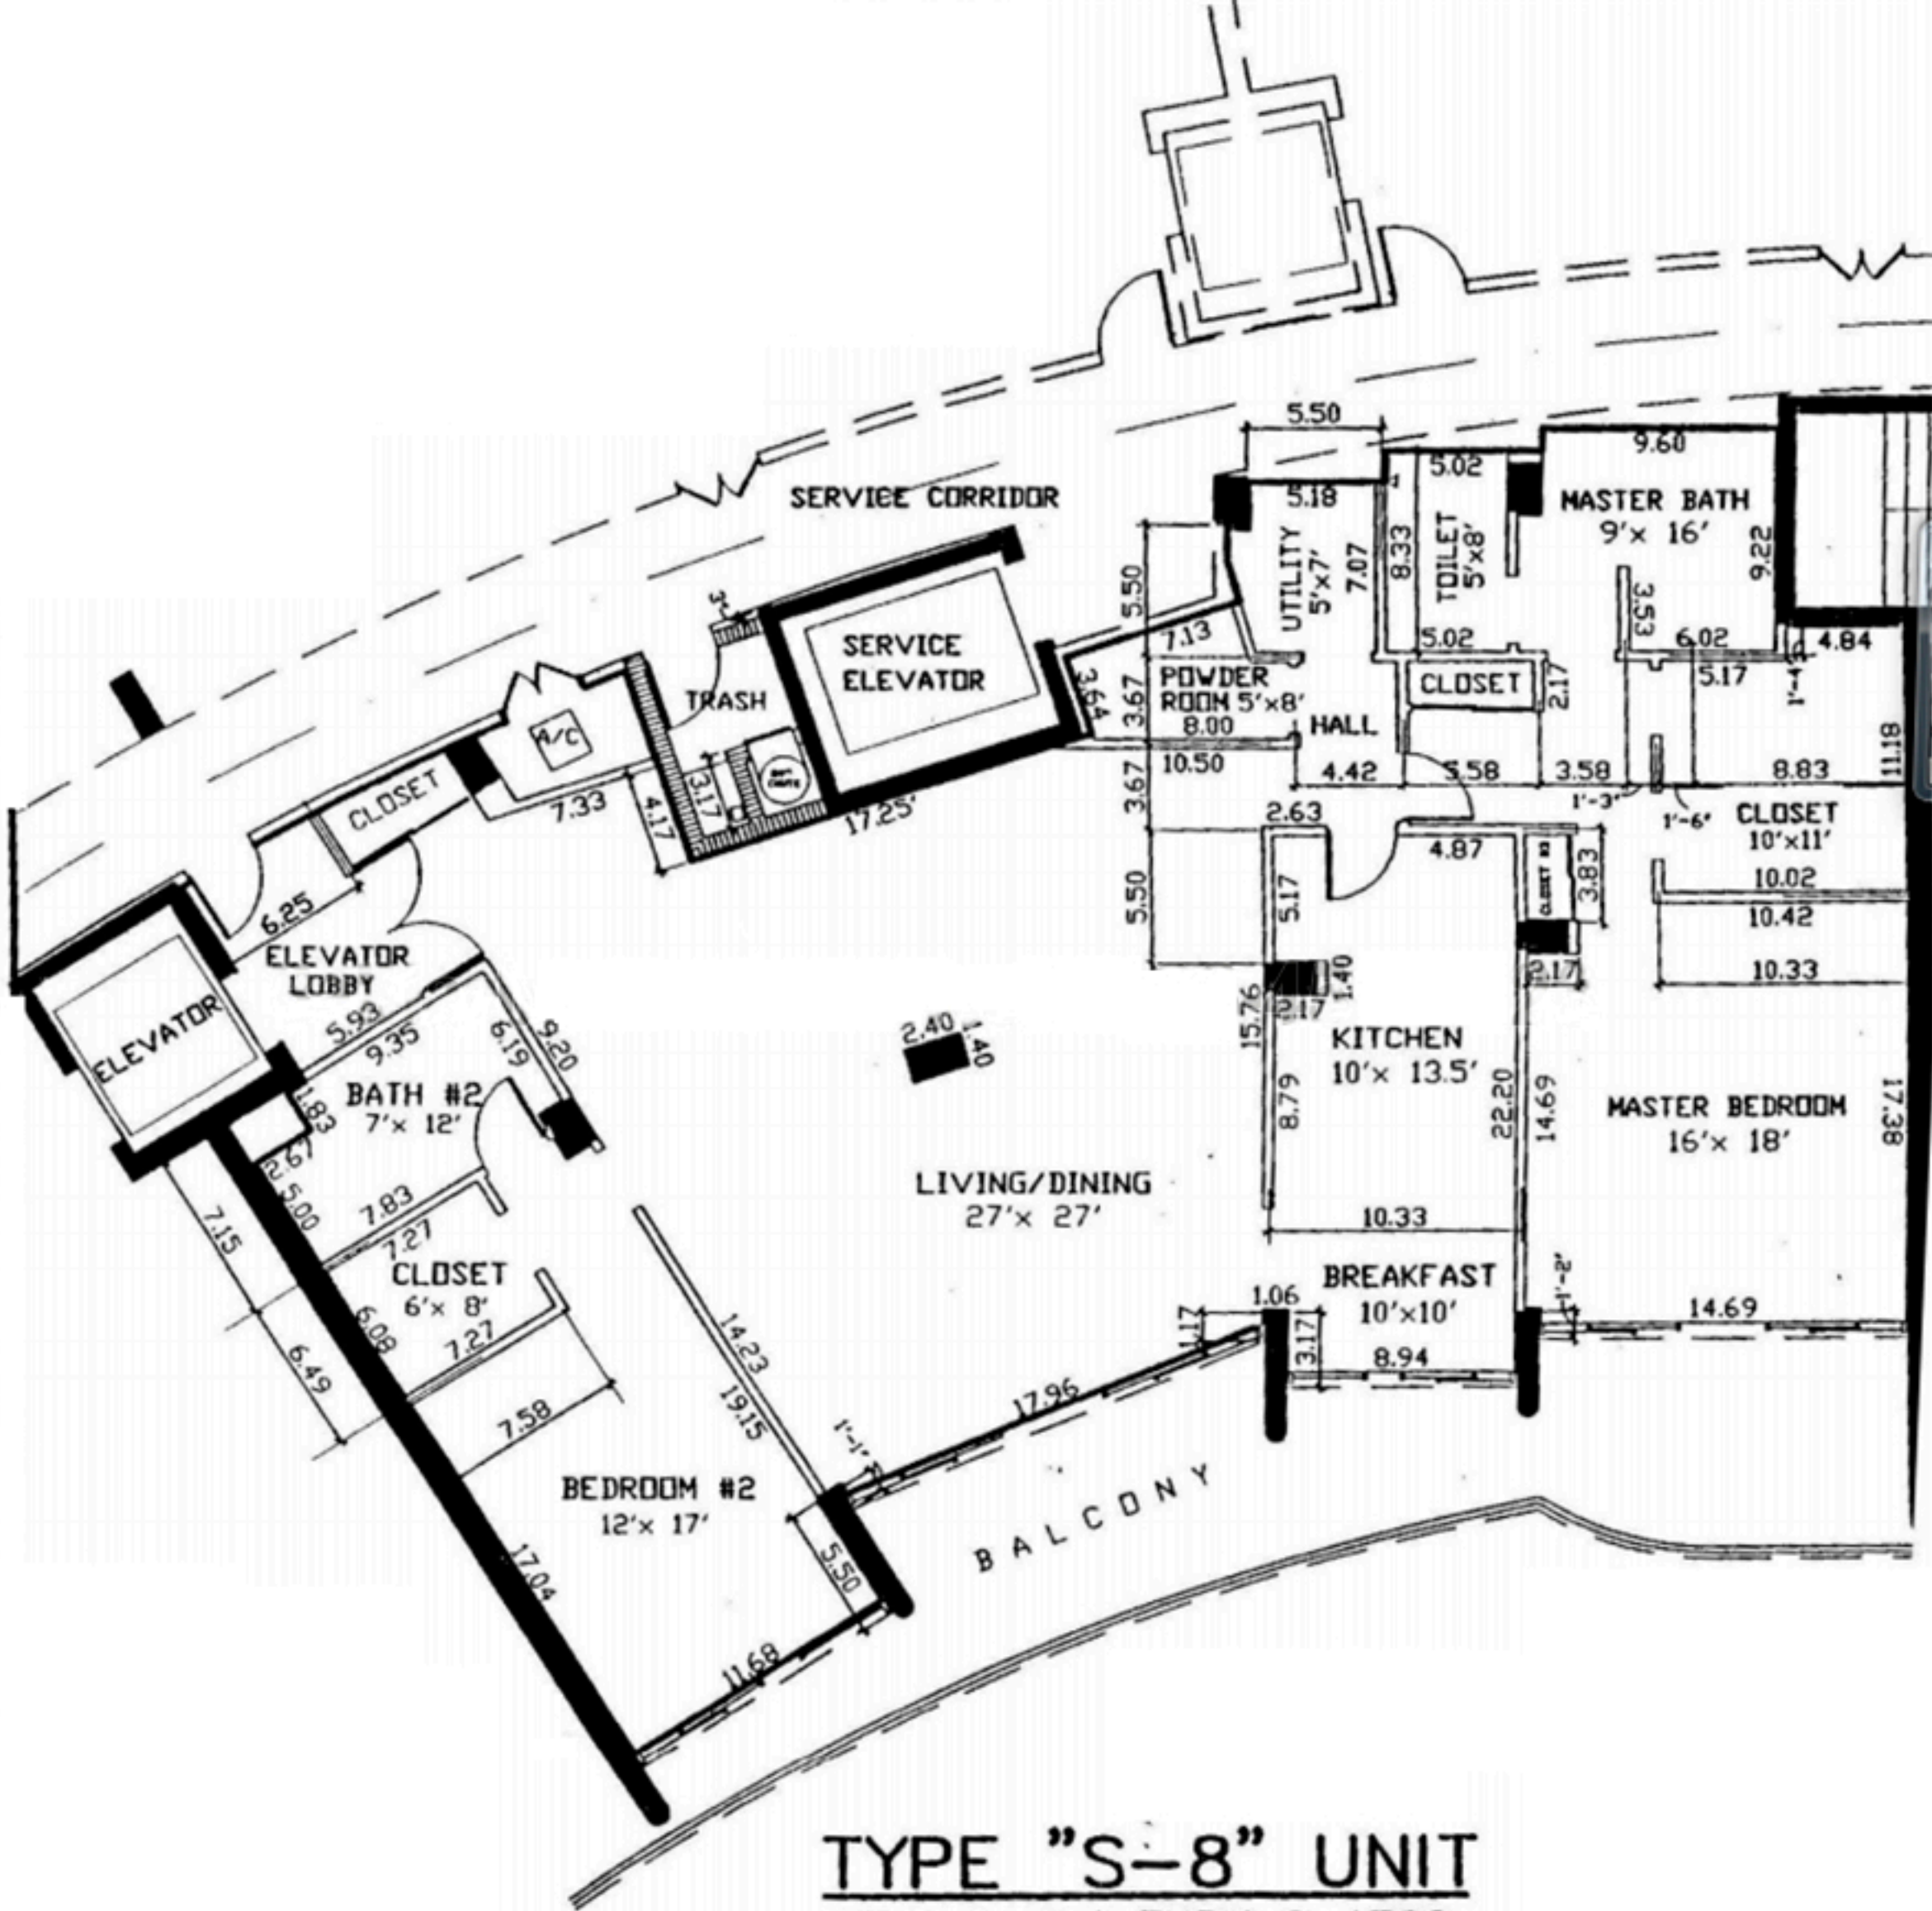 5.50
9.60
5.02
SERVICE CORRIDOR
5.18
MASTER BATH
9'x 16'
UTILITY
5'x7'
7.07
8.33
TOILET
5'x8'
9.22
5.50
3"
3.53
SERVICE
ELEVATOR
7.13
5.02
6.02
4.84
TRASH
3.64
3.67
POWDER
ROOM 5'x8'
8.00
CLOSET
2.17
5.17
A/C
HALL
11.18
10.50
4.42
5.58
3.58
8.83
CLOSET
7.33
4.17
3.17
17.25'
3.67
2.63
1'-3"
1'-6"
CLOSET
10'x11'
4.87
3.83
10.02
6.25
5.50
5.17
10.42
ELEVATOR
LOBBY
2.17
10.33
ELEVATOR
5.93
9.35
6.19
9.20
2.40
1.40
15.76
2.17
1.40
KITCHEN
10'x 13.5'
BATH #2
7'x 12'
1.83
8.79
22.20
14.69
MASTER BEDROOM
16'x 18'
17.38
2.67
5.00
7.15
7.83
7.27
LIVING/DINING
27'x 27'
10.33
CLOSET
6'x 8'
BREAKFAST
10'x10'
1'-2"
6.08
7.27
6.49
14.23
1.06
1.17
3.17
8.94
14.69
7.58
19.15
17.96
1'-1"
BEDROOM #2
12'x 17'
BALCONY
5.50
17.04
11.68
TYPE "S-8" UNIT